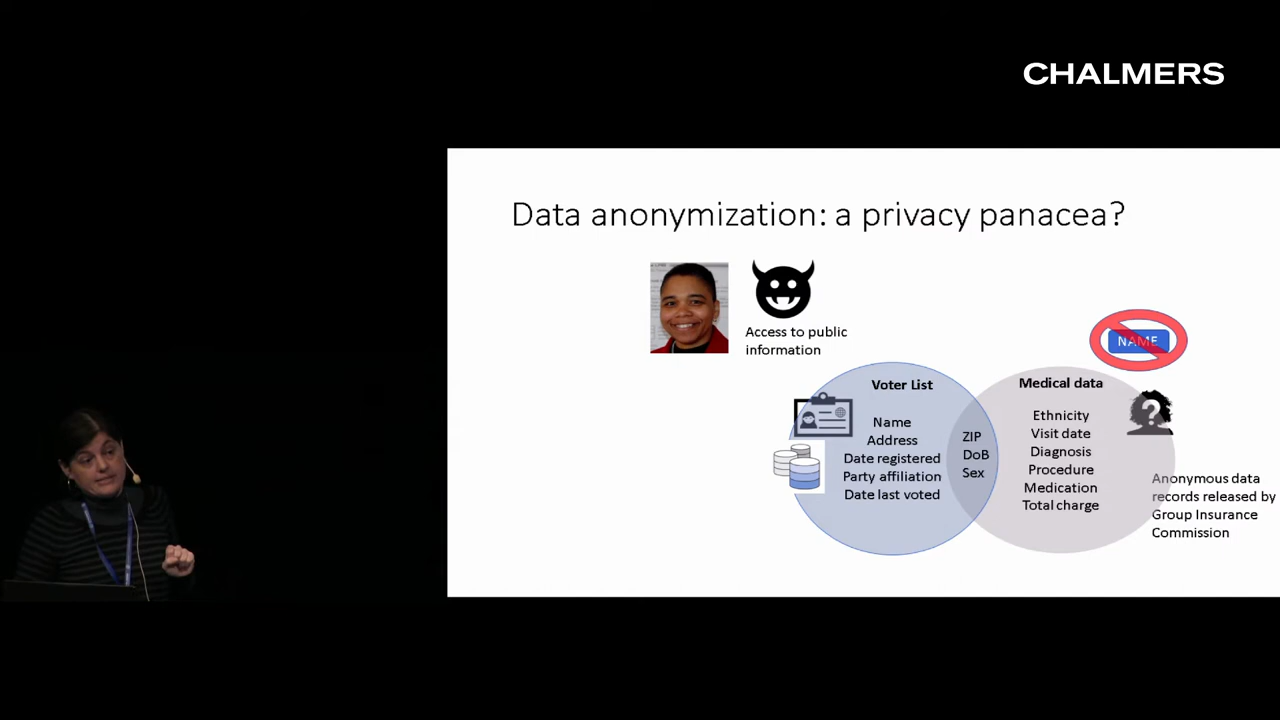 CHALMERS
Data anonymization: a privacy panacea?
Access to public
information
NAME
Voter List
Name
Address
Date registered
Party affiliation
Date last voted
ZIP
DoB
Sex
Medical data
Ethnicity
Visit date
Diagnosis
Procedure
Medication
Total charge
?
Anonymous data
records released by
Group Insurance
Commission